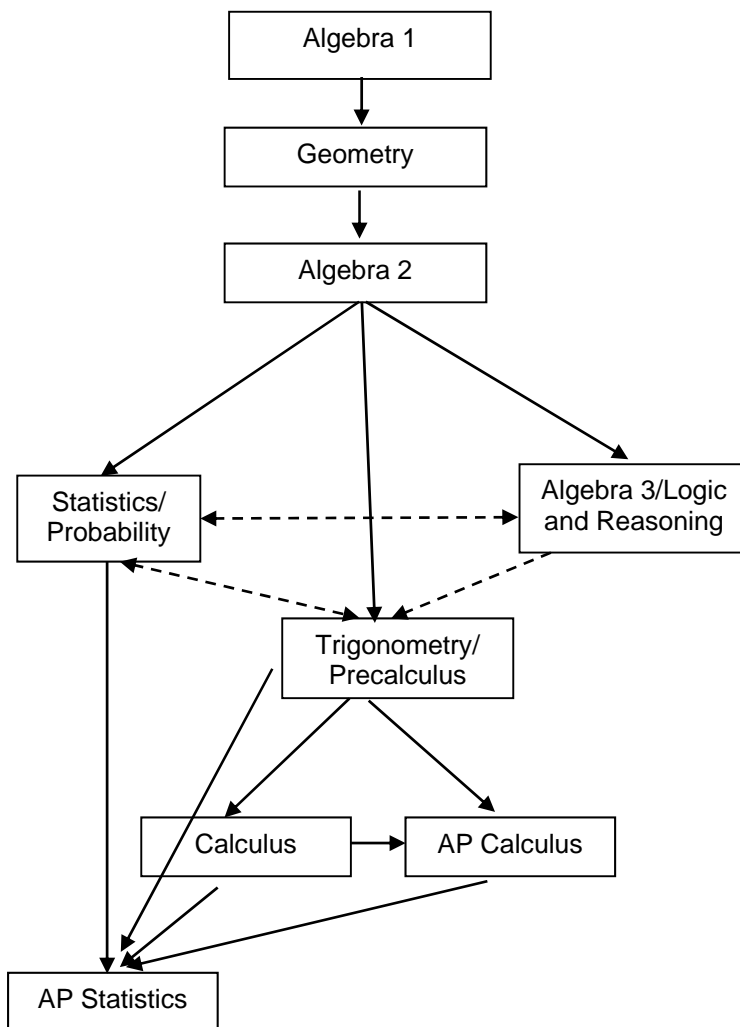 Algebra 1
Geometry
Algebra 2
Statistics/
Probability
Algebra 3/Logic
and Reasoning
Trigonometry/
Precalculus
Calculus
AP Calculus
AP Statistics